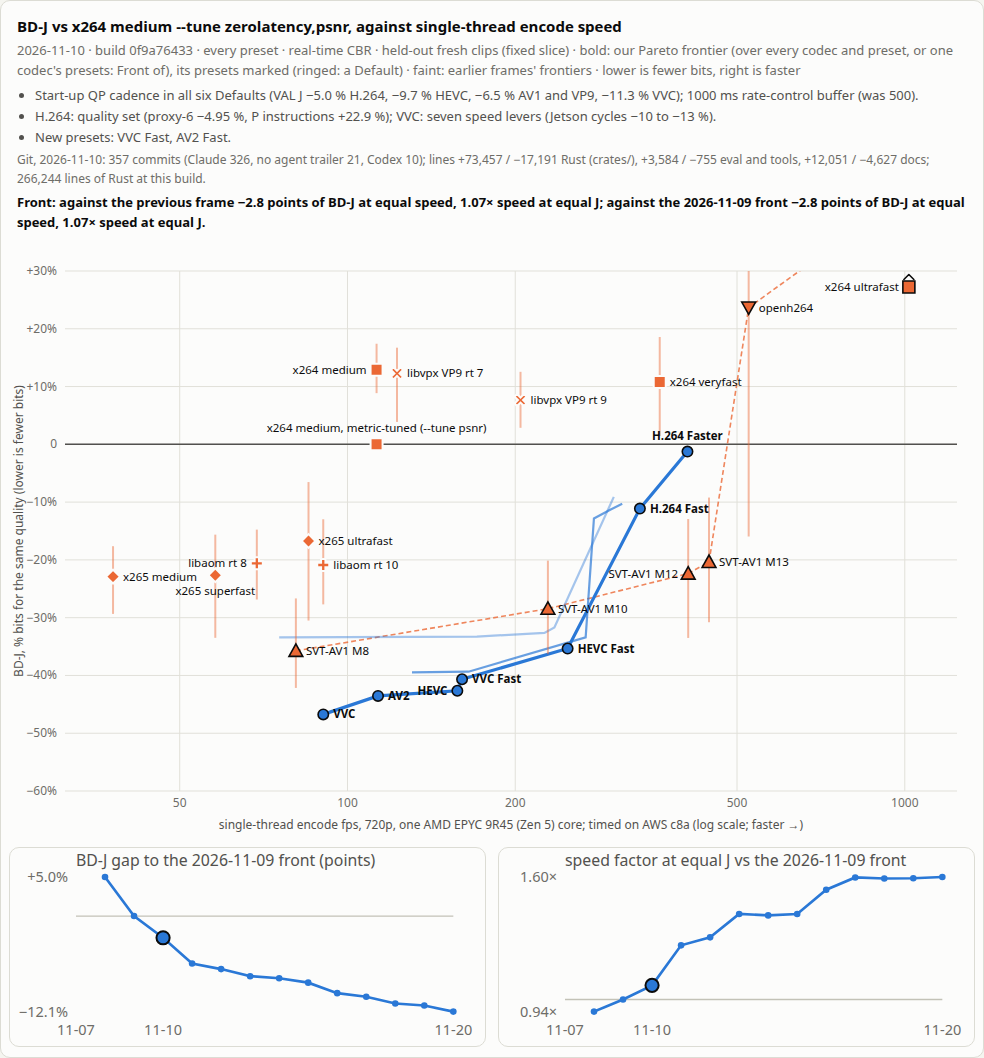 BD-J vs x264 medium --tune zerolatency,psnr, against single-thread encode speed
2026-11-10 · build 0f9a76433 · every preset · real-time CBR · held-out fresh clips (fixed slice) · bold: our Pareto frontier (over every codec and preset, or one
codec's presets: Front of), its presets marked (ringed: a Default) · faint: earlier frames' frontiers · lower is fewer bits, right is faster
• Start-up QP cadence in all six Defaults (VAL J −5.0 % H.264, −9.7 % HEVC, −6.5 % AV1 and VP9, −11.3 % VVC); 1000 ms rate-control buffer (was 500).
• H.264: quality set (proxy-6 −4.95 %, P instructions +22.9 %); VVC: seven speed levers (Jetson cycles −10 to −13 %).
• New presets: VVC Fast, AV2 Fast.
Git, 2026-11-10: 357 commits (Claude 326, no agent trailer 21, Codex 10); lines +73,457 / −17,191 Rust (crates/), +3,584 / −755 eval and tools, +12,051 / −4,627 docs;
266,244 lines of Rust at this build.
Front: against the previous frame −2.8 points of BD-J at equal speed, 1.07× speed at equal J; against the 2026-11-09 front −2.8 points of BD-J at equal
speed, 1.07× speed at equal J.
BD-J, % bits for the same quality (lower is fewer bits)
+30%
x264 ultrafast
openh264
+20%
x264 medium
libvpx VP9 rt 7
x264 veryfast
+10%
libvpx VP9 rt 9
x264 medium, metric-tuned (--tune psnr)
H.264 Faster
0
−10%
H.264 Fast
x265 ultrafast
−20%
libaom rt 8
libaom rt 10
SVT-AV1 M13
x265 medium
x265 superfast
SVT-AV1 M12
SVT-AV1 M10
−30%
SVT-AV1 M8
HEVC Fast
−40%
VVC Fast
HEVC
AV2
VVC
−50%
−60%
50
100
200
500
1000
single-thread encode fps, 720p, one AMD EPYC 9R45 (Zen 5) core; timed on AWS c8a (log scale; faster →)
BD-J gap to the 2026-11-09 front (points)
+5.0%
−12.1%
11-07
11-10
11-20
speed factor at equal J vs the 2026-11-09 front
1.60×
0.94×
11-07
11-10
11-20